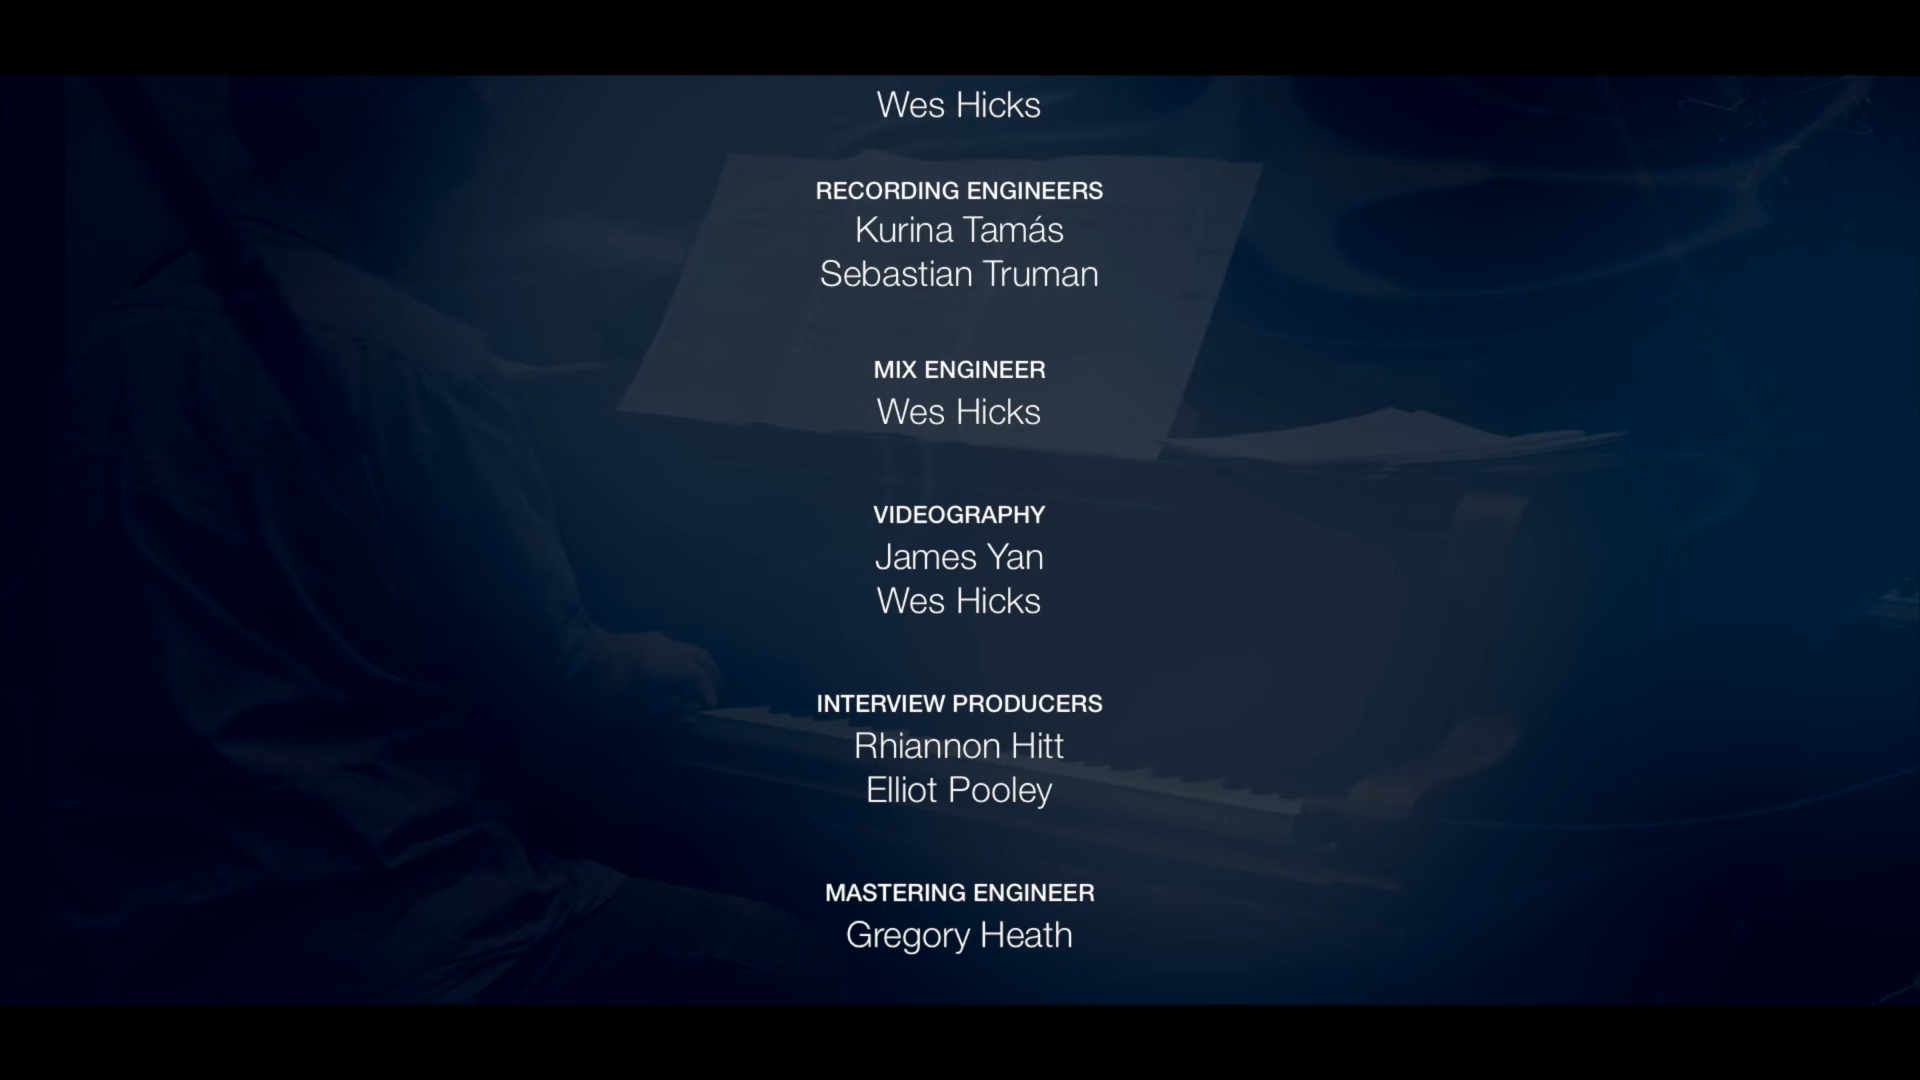 Wes Hicks
RECORDING ENGINEERS
Kurina Tamás
Sebastian Truman
MIX ENGINEER
Wes Hicks
VIDEOGRAPHY
James Yan
Wes Hicks
INTERVIEW PRODUCERS
Rhiannon Hitt
Elliot Pooley
MASTERING ENGINEER
Gregory Heath